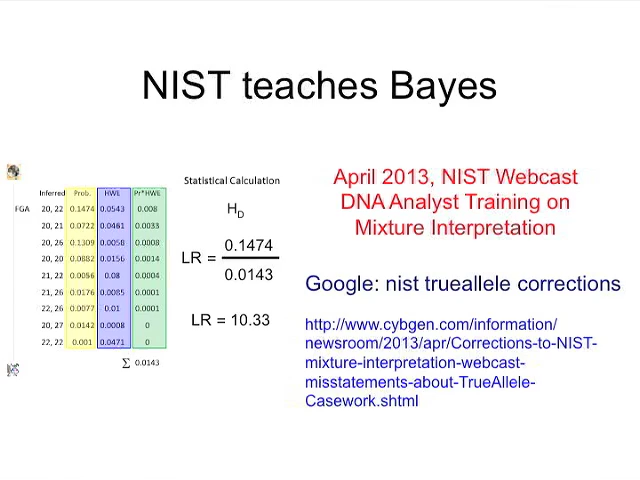 NIST teaches Bayes
Inferred Prob. HWE Pr*HWE
FGA 20, 22 0.1474 0.0543 0.008
20, 21 0.0722 0.0461 0.0033
20, 26 0.1309 0.0058 0.0008
20, 20 0.0882 0.0156 0.0014
21, 22 0.0056 0.08 0.0004
21, 26 0.0176 0.0085 0.0001
22, 26 0.0077 0.01 0.0001
20, 27 0.0142 0.0008 0
22, 22 0.001 0.0471 0
∑ 0.0143
Statistical Calculation
HD
LR = 0.1474
0.0143
LR = 10.33
April 2013, NIST Webcast
DNA Analyst Training on
Mixture Interpretation
Google: nist trueallele corrections
http://www.cybgen.com/information/
newsroom/2013/apr/Corrections-to-NIST-
mixture-interpretation-webcast-
misstatements-about-TrueAllele-
Casework.shtml